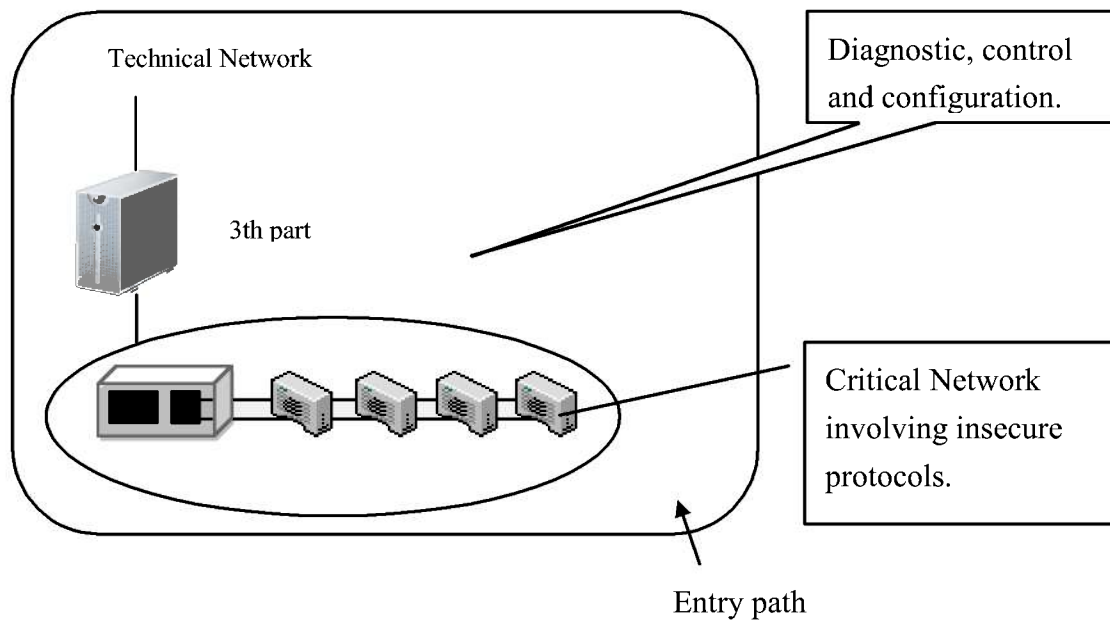 Technical Network
3th part
Diagnostic, control
and configuration.
Critical Network
involving insecure
protocols.
Entry path